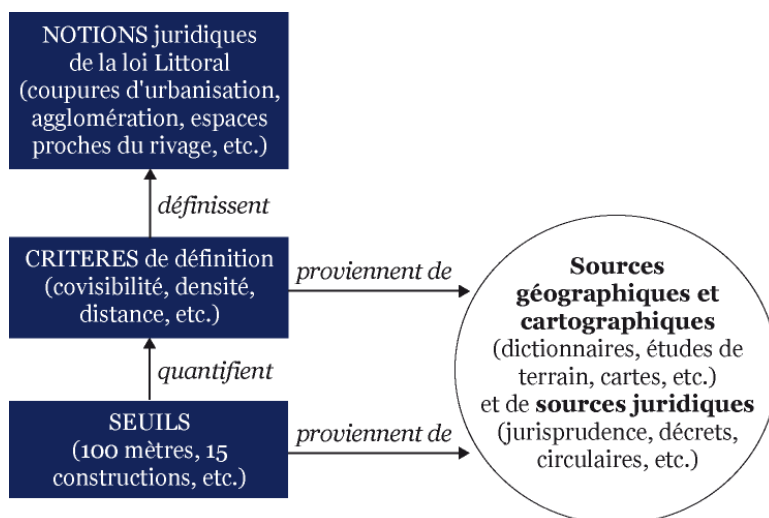 NOTIONS juridiques
de la loi Littoral
(coupures d'urbanisation,
agglomération, espaces
proches du rivage, etc.)
définissent
CRITERES de définition
(covisibilité, densité,
distance, etc.)
proviennent de
quantifient
SEUILS
(100 mètres, 15
constructions, etc.)
proviennent de
Sources
géographiques et
cartographiques
(dictionnaires, études de
terrain, cartes, etc.)
et de sources juridiques
(jurisprudence, décrets,
circulaires, etc.)